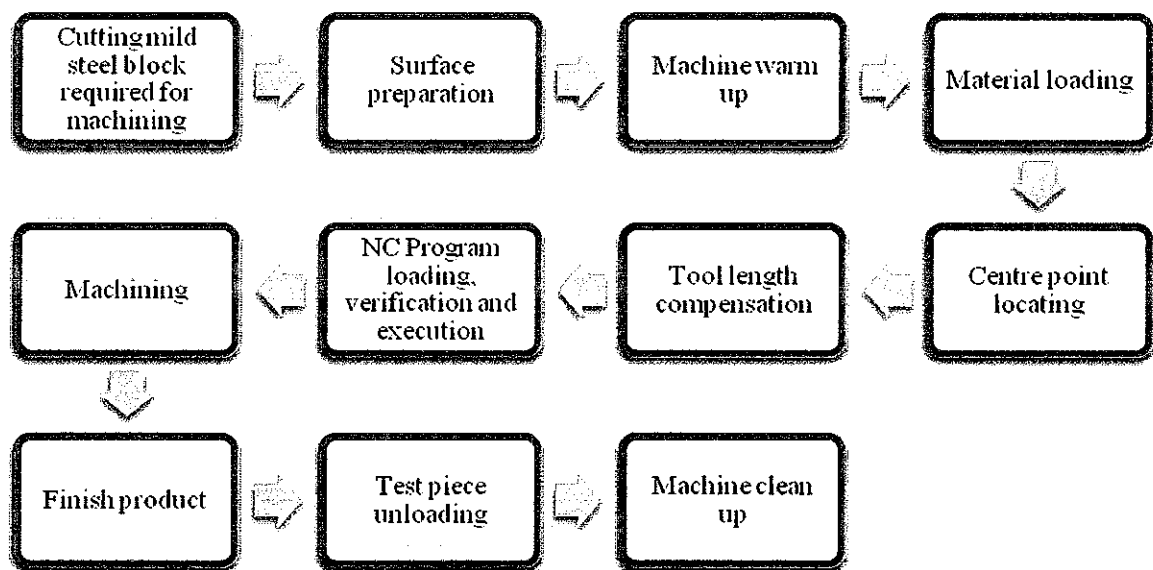 Cutting mild
steel block
required for
machining
Surface
preparation
Machine warm
up
Material loading
Centre point
locating
Tool length
compensation
NC Program
loading,
verification and
execution
Machining
Finish product
Test piece
unloading
Machine clean
up